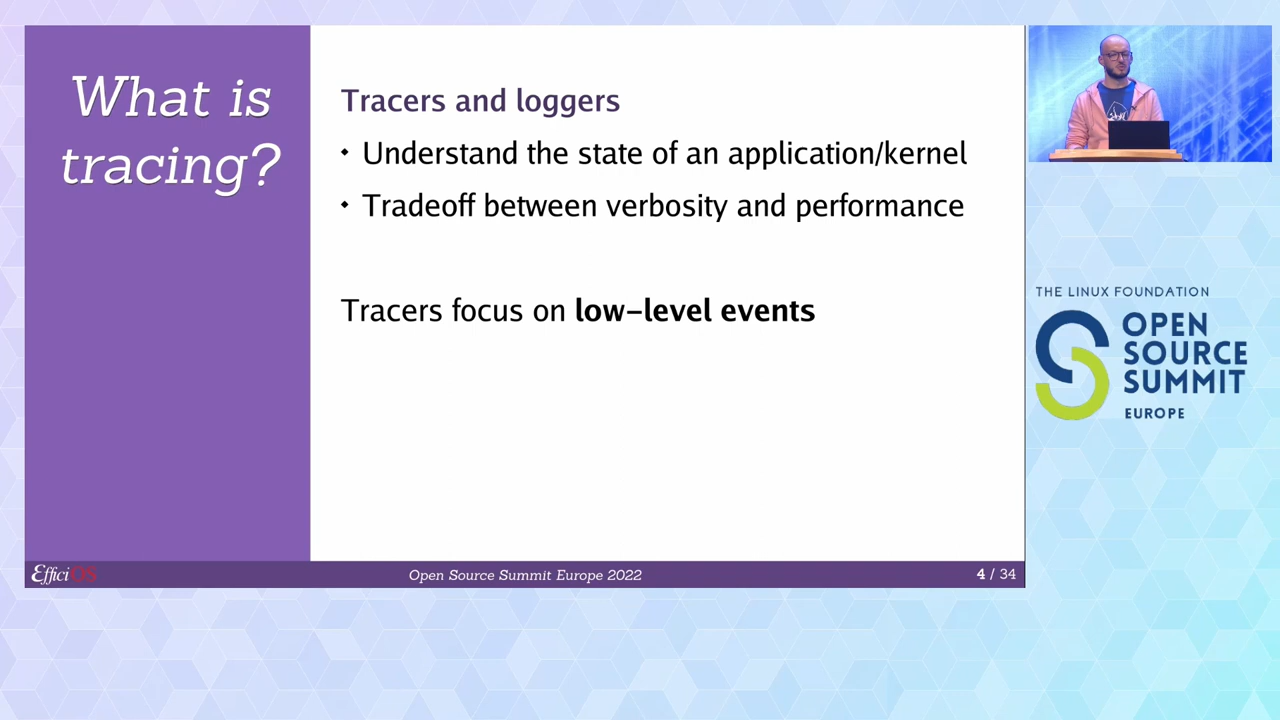 What is
tracing?
Tracers and loggers
• Understand the state of an application/kernel
• Tradeoff between verbosity and performance
Tracers focus on low-level events
EfficiOS
Open Source Summit Europe 2022
4 / 34
THE LINUX FOUNDATION
OPEN
SOURCE
SUMMIT
EUROPE